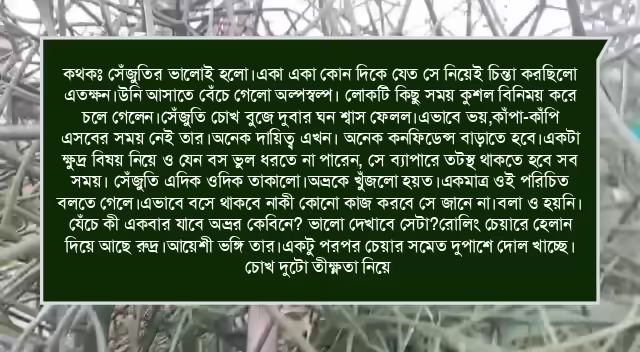 কথকঃ সেঁজুতির ভালোই হলো।একা একা কোন দিকে যেত সে নিয়েই চিন্তা করছিলো
এতক্ষন।উনি আসাতে বেঁচে গেলো অল্পস্বল্প। লোকটি কিছু সময় কুশল বিনিময় করে
চলে গেলেন।সেঁজুতি চোখ বুজে দুবার ঘন শ্বাস ফেলল।এভাবে ভয়,কাঁপা-কাঁপি
এসবের সময় নেই তার।অনেক দায়িত্ব এখন। অনেক কনফিডেন্স বাড়াতে হবে।একটা
ক্ষুদ্র বিষয় নিয়ে ও যেন বস ভুল ধরতে না পারেন, সে ব্যাপারে তটস্থ থাকতে হবে সব
সময়। সেঁজুতি এদিক ওদিক তাকালো।অভ্রকে খুঁজলো হয়ত।একমাত্র ওই পরিচিত
বলতে গেলে।এভাবে বসে থাকবে নাকী কোনো কাজ করবে সে জানে না।বলা ও হয়নি।
যেঁচে কী একবার যাবে অভ্রর কেবিনে? ভালো দেখাবে সেটা?রোলিং চেয়ারে হেলান
দিয়ে আছে রুদ্র।আয়েশী ভঙ্গি তার।একটু পরপর চেয়ার সমেত দুপাশে দোল খাচ্ছে।
চোখ দুটো তীক্ষ্ণতা নিয়ে